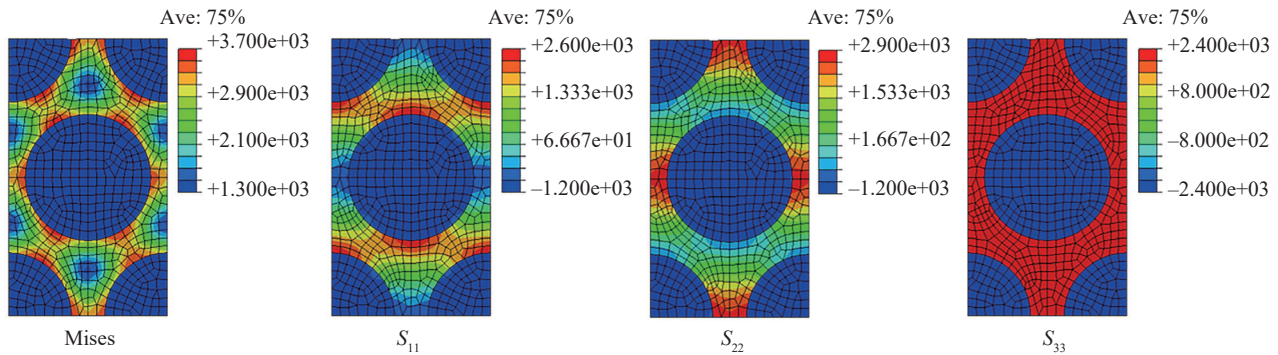 Ave: 75%
+3.700e+03
+2.900e+03
+2.100e+03
+1.300e+03
Mises
Ave: 75%
+2.600e+03
+1.333e+03
+6.667e+01
–1.200e+03
S11
Ave: 75%
+2.900e+03
+1.533e+03
+1.667e+02
–1.200e+03
S22
Ave: 75%
+2.400e+03
+8.000e+02
–8.000e+02
–2.400e+03
S33